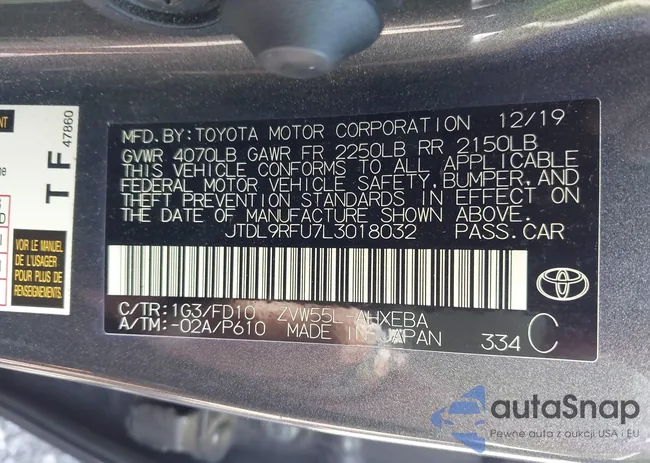 MFD.BY:TOYOTA MOTOR CORPORATION 12/19
GVWR 4070LB GAWR FR 2250LB RR 2150LB
THIS VEHICLE CONFORMS TO ALL APPLICABLE
FEDERAL MOTOR VEHICLE SAFETY,BUMPER,AND
THEFT PREVENTION STANDARDS IN EFFECT ON
THE DATE OF MANUFACTURE SHOWN ABOVE.
JTDL9RFU7L3018032 PASS.CAR
C/TR:1G3/FD10 ZVW55L-AHXEBA
A/TM:-02A/P610 MADE IN JAPAN 334 C
TF 47860
VOIR LE MANUEL
DE L'USAGER
POUR PLUS DE
RENSEIGNEMENTS.
autoSnap
Pewne auta z aukcji USA i EU